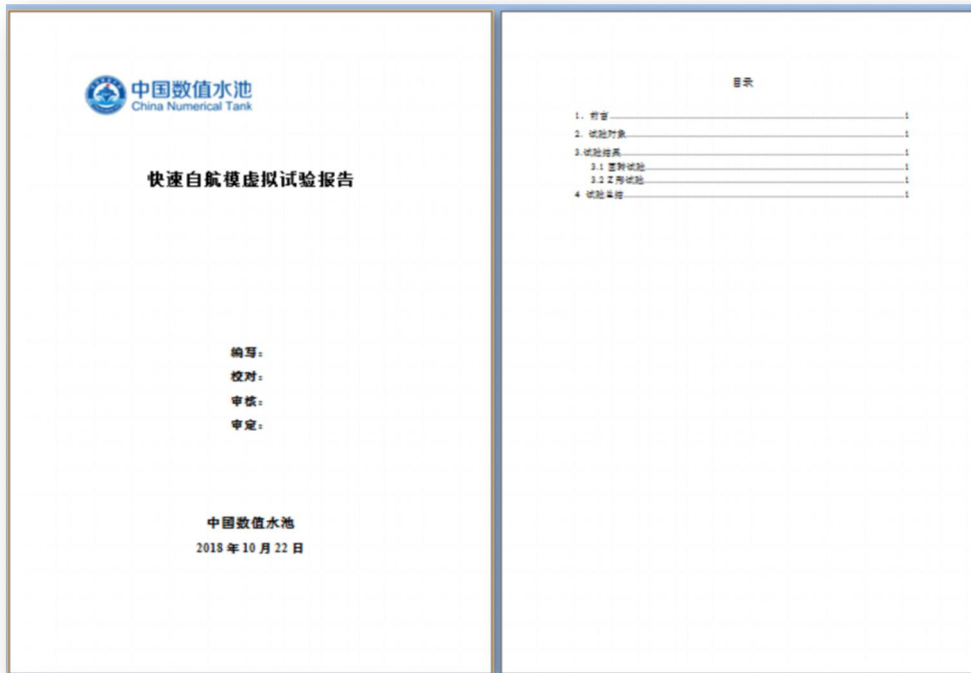 中国数值水池
China Numerical Tank
快速自航模虚拟试验报告
编写：
校对：
审核：
审定：
中国数值水池
2018 年 10 月 22 日
目录
1. 前言1
2. 试验对象1
3.试验结果1
3.1 回转试验1
3.2 Z 形试验1
4 试验总结1